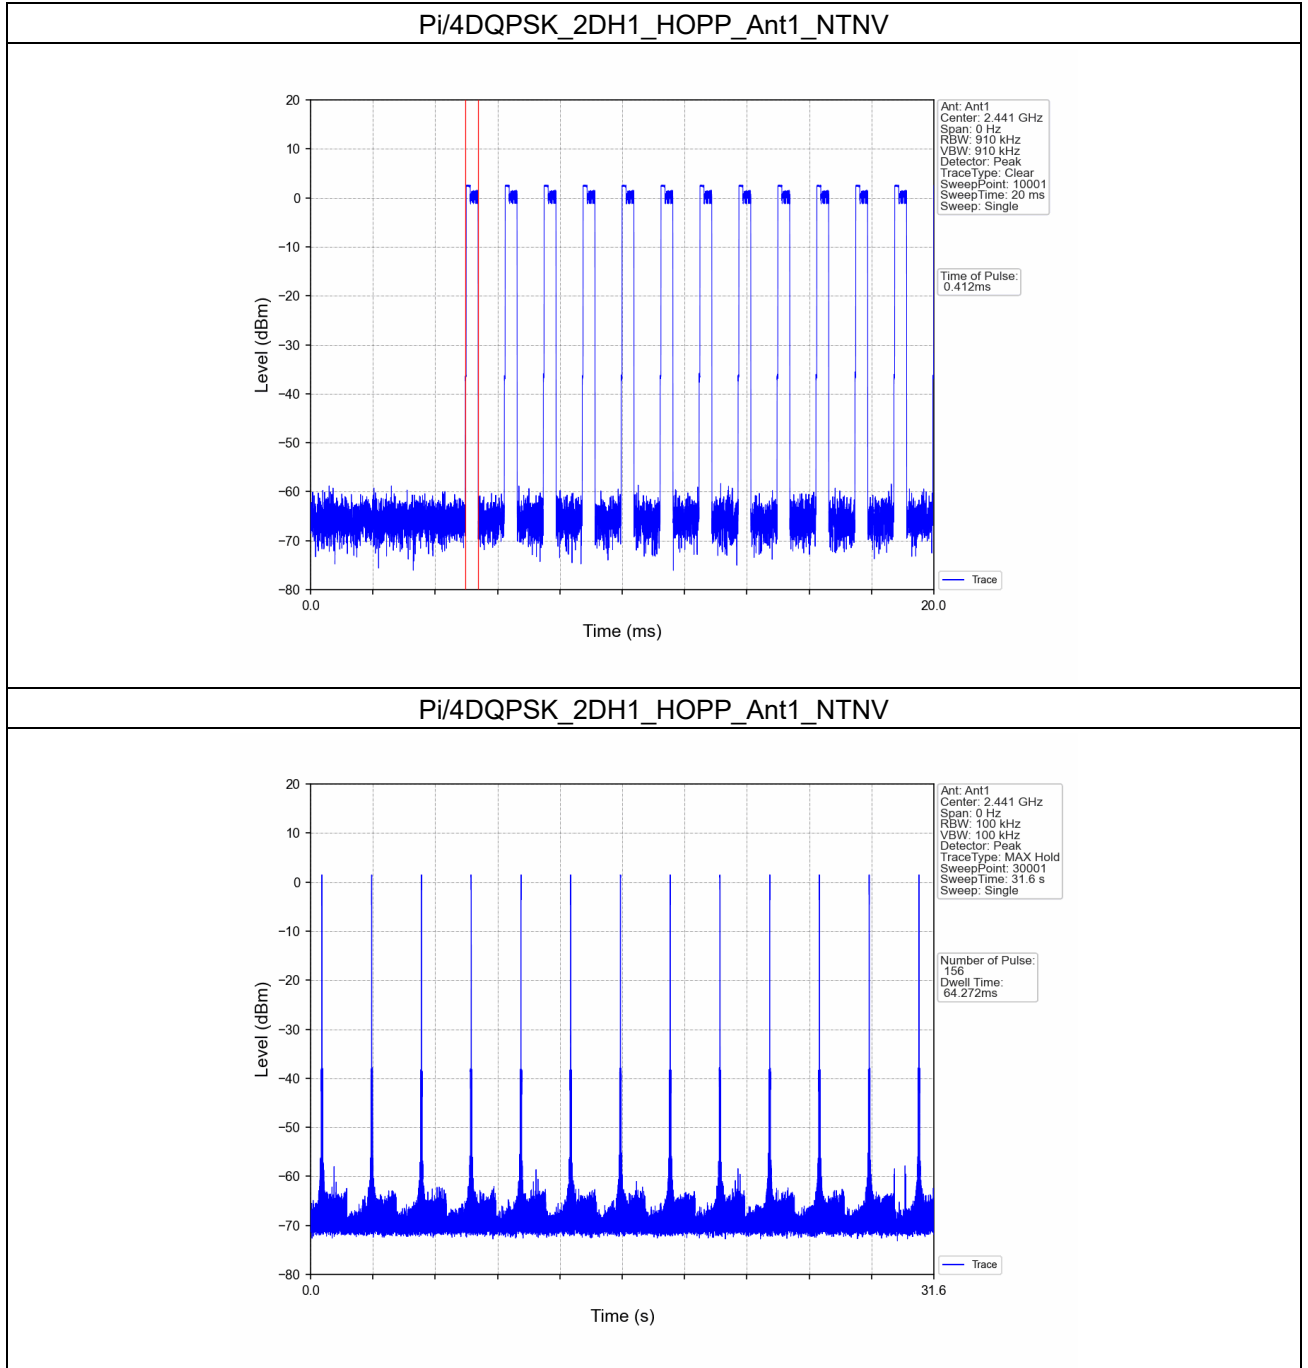 Pi/4DQPSK_2DH1_HOPP_Ant1_NTNV
20
10
0
−10
−20
−30
−40
−50
−60
−70
−80
Level (dBm)
0.0
20.0
Time (ms)
Ant: Ant1
Center: 2.441 GHz
Span: 0 Hz
RBW: 910 kHz
VBW: 910 kHz
Detector: Peak
TraceType: Clear
SweepPoint: 10001
SweepTime: 20 ms
Sweep: Single
Time of Pulse:
0.412ms
Trace
Pi/4DQPSK_2DH1_HOPP_Ant1_NTNV
20
10
0
−10
−20
−30
−40
−50
−60
−70
−80
Level (dBm)
0.0
31.6
Time (s)
Ant: Ant1
Center: 2.441 GHz
Span: 0 Hz
RBW: 100 kHz
VBW: 100 kHz
Detector: Peak
TraceType: MAX Hold
SweepPoint: 30001
SweepTime: 31.6 s
Sweep: Single
Number of Pulse:
156
Dwell Time:
64.272ms
Trace